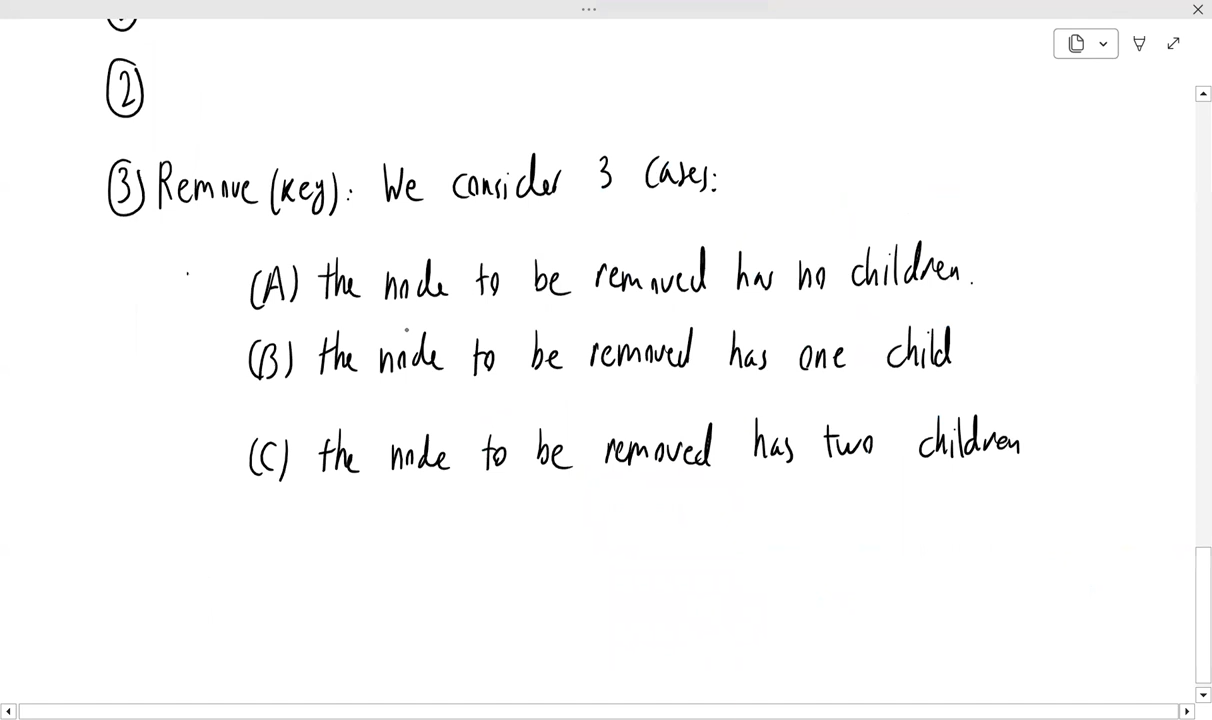 ②
③ Remove (key): We consider 3 cases:
(A) the node to be removed has no children.
(B) the node to be removed has one child
(C) the node to be removed has two children